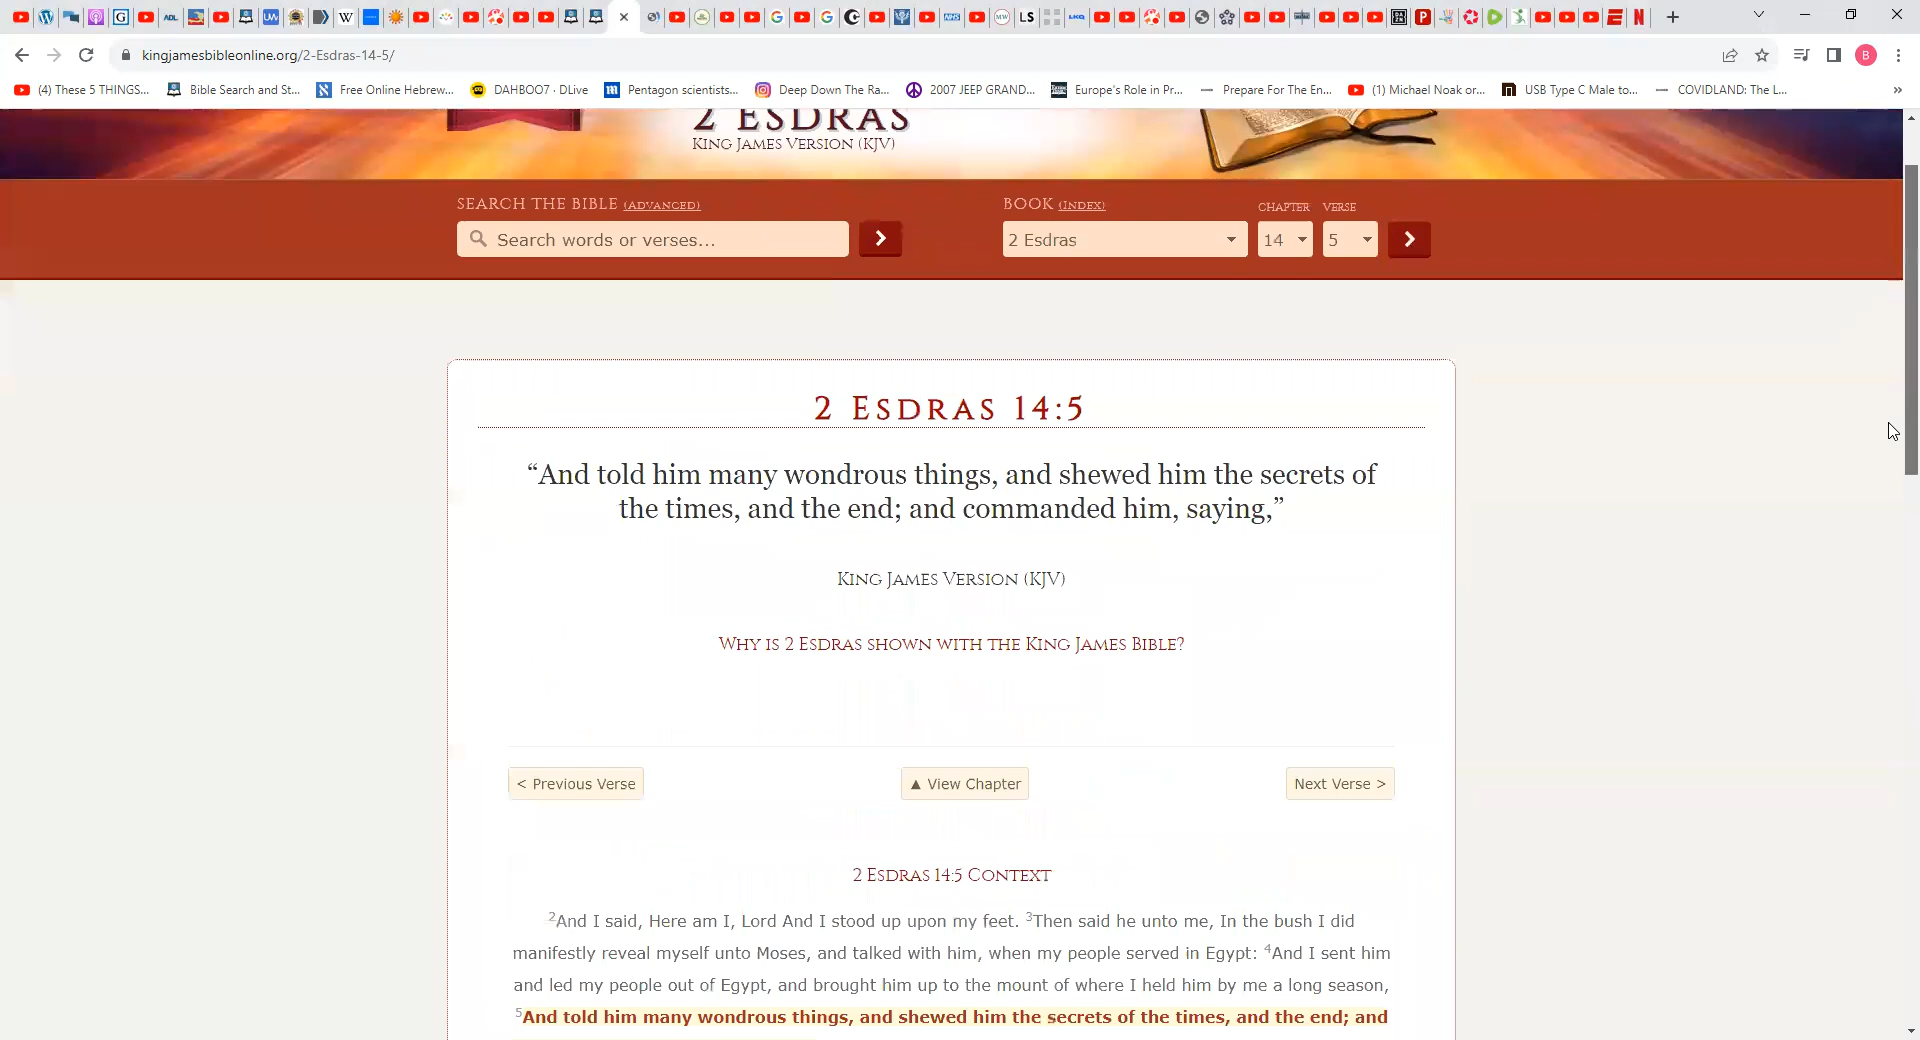 kingjamesbibleonline.org/2-Esdras-14-5/
B
(4) These 5 THINGS...
Bible Search and St...
Free Online Hebrew...
DAHBOO7 · DLive
Pentagon scientists...
Deep Down The Ra...
2007 JEEP GRAND...
Europe's Role in Pr...
Prepare For The En...
(1) Michael Noak or...
USB Type C Male to...
COVIDLAND: The L...
»
2 ESDRAS
KING JAMES VERSION (KJV)
SEARCH THE BIBLE (ADVANCED)
BOOK (INDEX)
CHAPTER
VERSE
Search words or verses...
2 Esdras
14
5
2 ESDRAS 14:5
“And told him many wondrous things, and shewed him the secrets of
the times, and the end; and commanded him, saying,”
KING JAMES VERSION (KJV)
WHY IS 2 ESDRAS SHOWN WITH THE KING JAMES BIBLE?
< Previous Verse
▲ View Chapter
Next Verse >
2 ESDRAS 14:5 CONTEXT
2And I said, Here am I, Lord And I stood up upon my feet. 3Then said he unto me, In the bush I did
manifestly reveal myself unto Moses, and talked with him, when my people served in Egypt: 4And I sent him
and led my people out of Egypt, and brought him up to the mount of where I held him by me a long season,
5And told him many wondrous things, and shewed him the secrets of the times, and the end; and